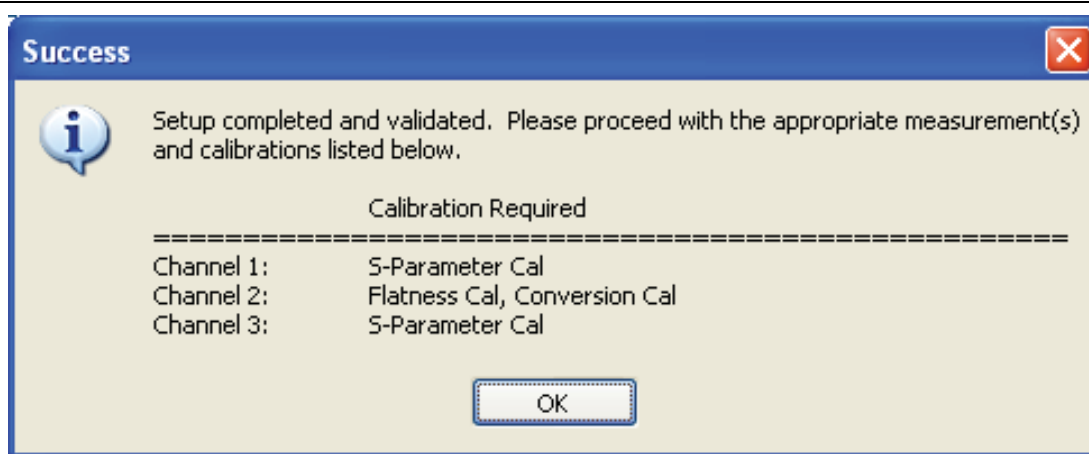 Success
Setup completed and validated. Please proceed with the appropriate measurement(s)
and calibrations listed below.
Calibration Required
====================================================
Channel 1: S-Parameter Cal
Channel 2: Flatness Cal, Conversion Cal
Channel 3: S-Parameter Cal
OK